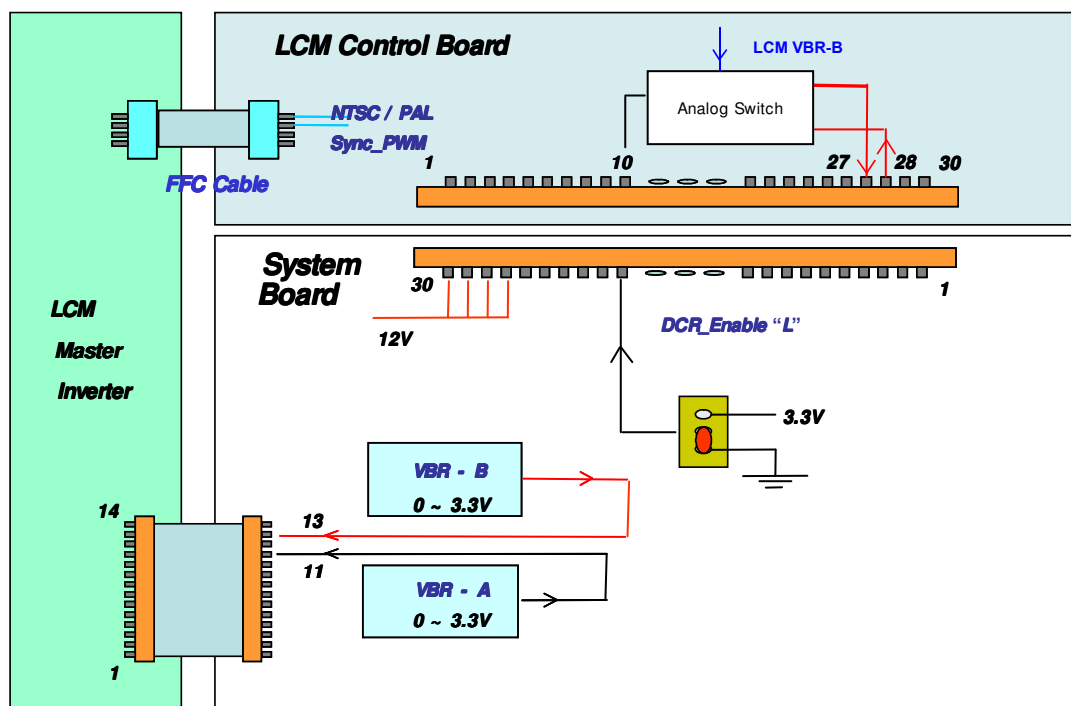 LCM Control Board
LCM VBR-B
Analog Switch
NTSC / PAL
Sync_PWM
FFC Cable
1
10
27
28
30
System
Board
30
1
12V
DCR_Enable “L”
3.3V
LCM
Master
Inverter
VBR - B
0 ~ 3.3V
14
13
11
VBR - A
0 ~ 3.3V
1